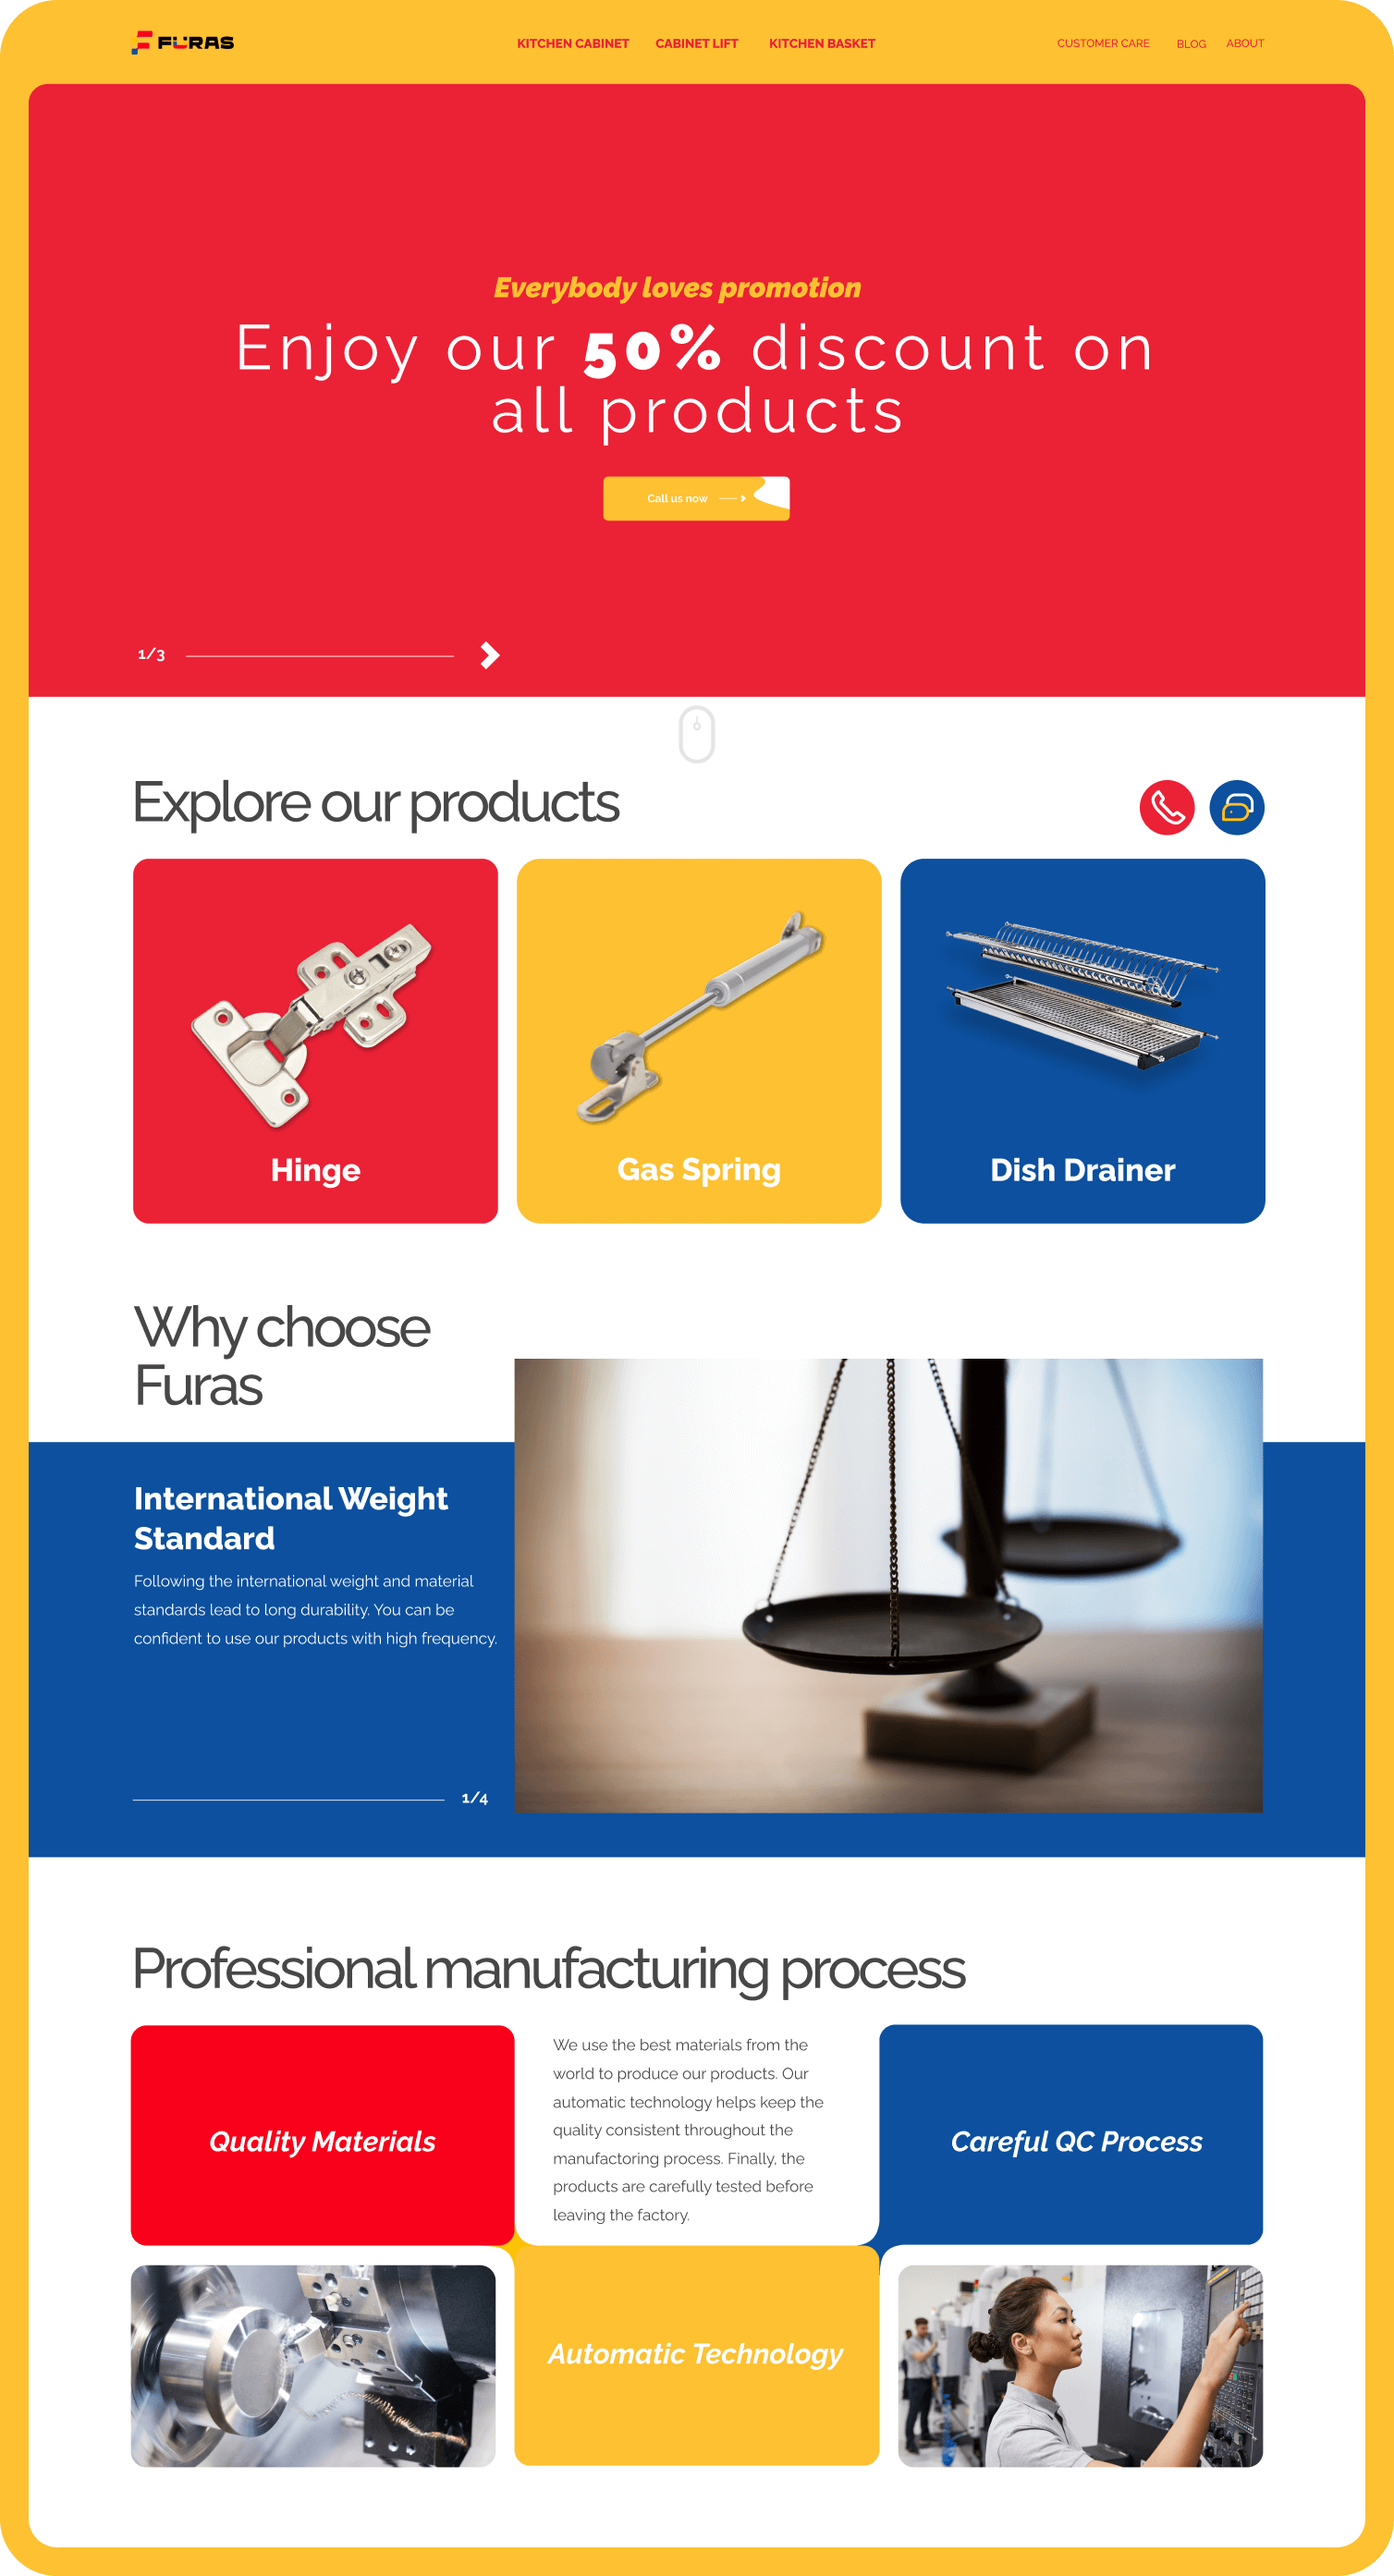 FURAS
KITCHEN CABINET
CABINET LIFT
KITCHEN BASKET
CUSTOMER CARE
BLOG
ABOUT
Everybody loves promotion
Enjoy our 50% discount on
all products
Call us now
1/3
Explore our products
Hinge
Gas Spring
Dish Drainer
Why choose
Furas
International Weight
Standard
Following the international weight and material
standards lead to long durability. You can be
confident to use our products with high frequency.
1/4
Professional manufacturing process
Quality Materials
We use the best materials from the
world to produce our products. Our
automatic technology helps keep the
quality consistent throughout the
manufactoring process. Finally, the
products are carefully tested before
leaving the factory.
Careful QC Process
Automatic Technology